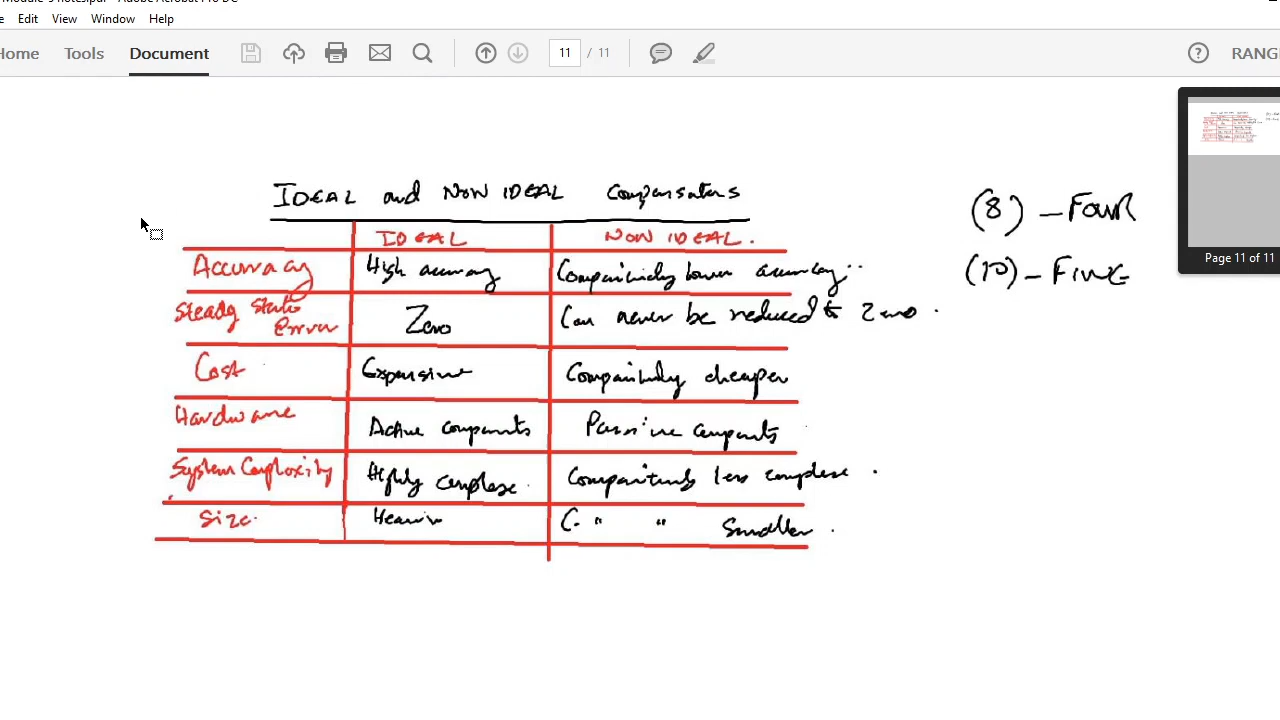 Edit View Window Help
Home Tools Document 11 / 11 RANG
IDEAL and NON IDEAL Compensators
(8) - FouR
IDEAL NON IDEAL.
Accuracy High accuracy Comparitively lower accuracy..
(10) - FivE
Steady State Error Zero Can never be reduced to Zero.
Cost Expensive Comparitively cheaper
Hardware Active components Passive components
System Complexity Highly complex. Comparitively less complex.
Size. Heavier C- " " Smaller.
Page 11 of 11